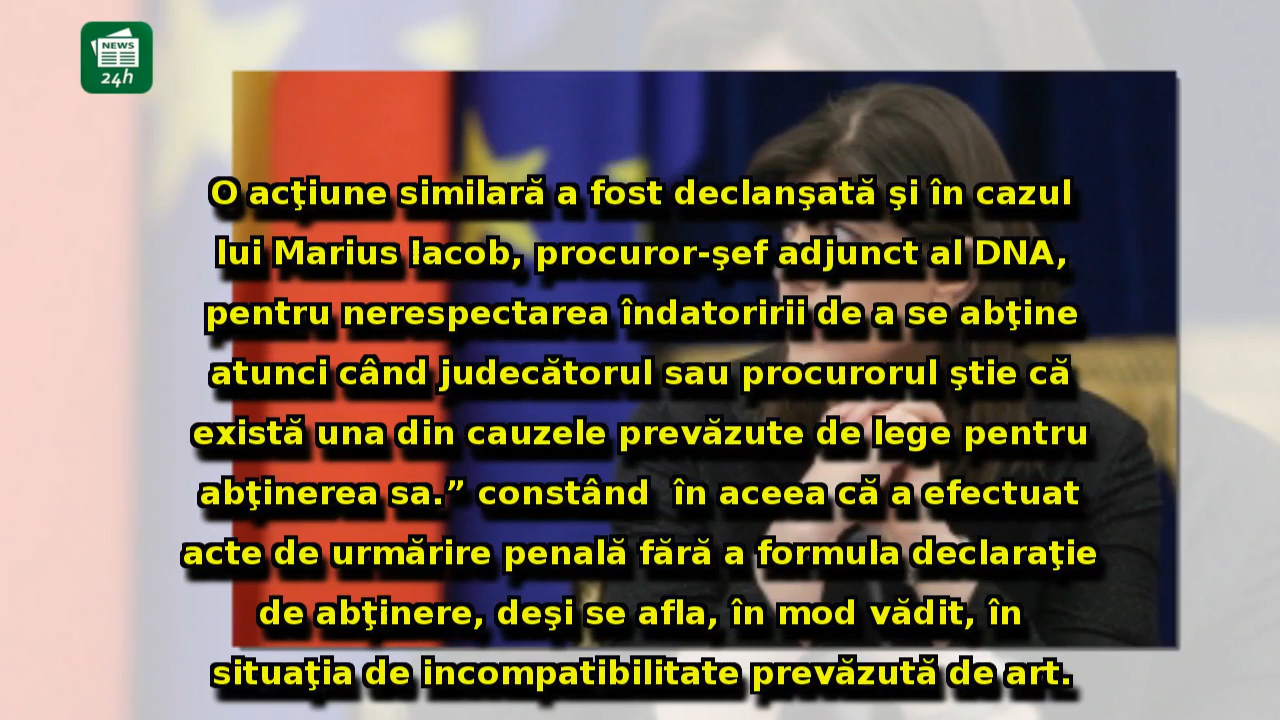 NEWS
24h
O acţiune similară a fost declanşată şi în cazul
lui Marius Iacob, procuror-şef adjunct al DNA,
pentru nerespectarea îndatoririi de a se abţine
atunci când judecătorul sau procurorul ştie că
există una din cauzele prevăzute de lege pentru
abţinerea sa.” constând  în aceea că a efectuat
acte de urmărire penală fără a formula declaraţie
de abţinere, deşi se afla, în mod vădit, în
situaţia de incompatibilitate prevăzută de art.